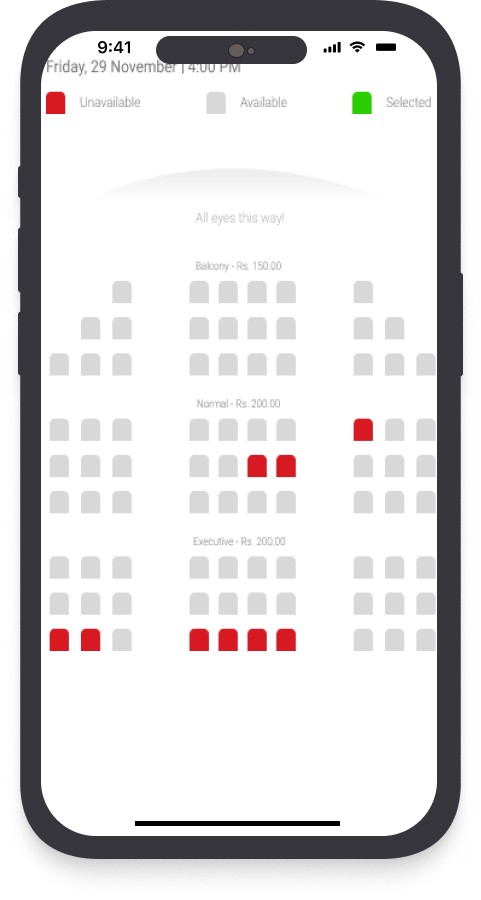 9:41
Friday, 29 November | 4:00 PM
Unavailable Available Selected
All eyes this way!
Balcony - Rs. 150.00
Normal - Rs. 200.00
Executive - Rs. 200.00